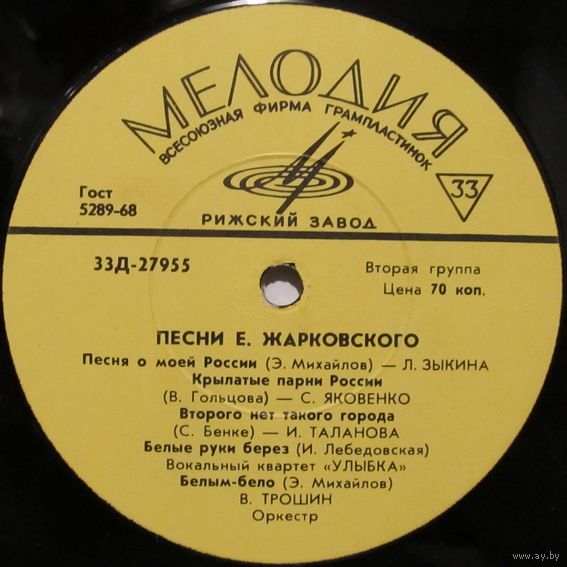 МЕЛОДИЯ
ВСЕСОЮЗНАЯ ФИРМА ГРАМПЛАСТИНОК
33
Гост
5289-68
РИЖСКИЙ ЗАВОД
33Д-27955
Вторая группа
Цена 70 коп.
ПЕСНИ Е. ЖАРКОВСКОГО
Песня о моей России (Э. Михайлов) — Л. ЗЫКИНА
Крылатые парни России
(В. Гольцова) — С. ЯКОВЕНКО
Второго нет такого города
(С. Бенке) — И. ТАЛАНОВА
Белые руки берез (И. Лебедовская)
Вокальный квартет «УЛЫБКА»
Белым-бело (Э. Михайлов)
В. ТРОШИН
Оркестр
www.ay.by